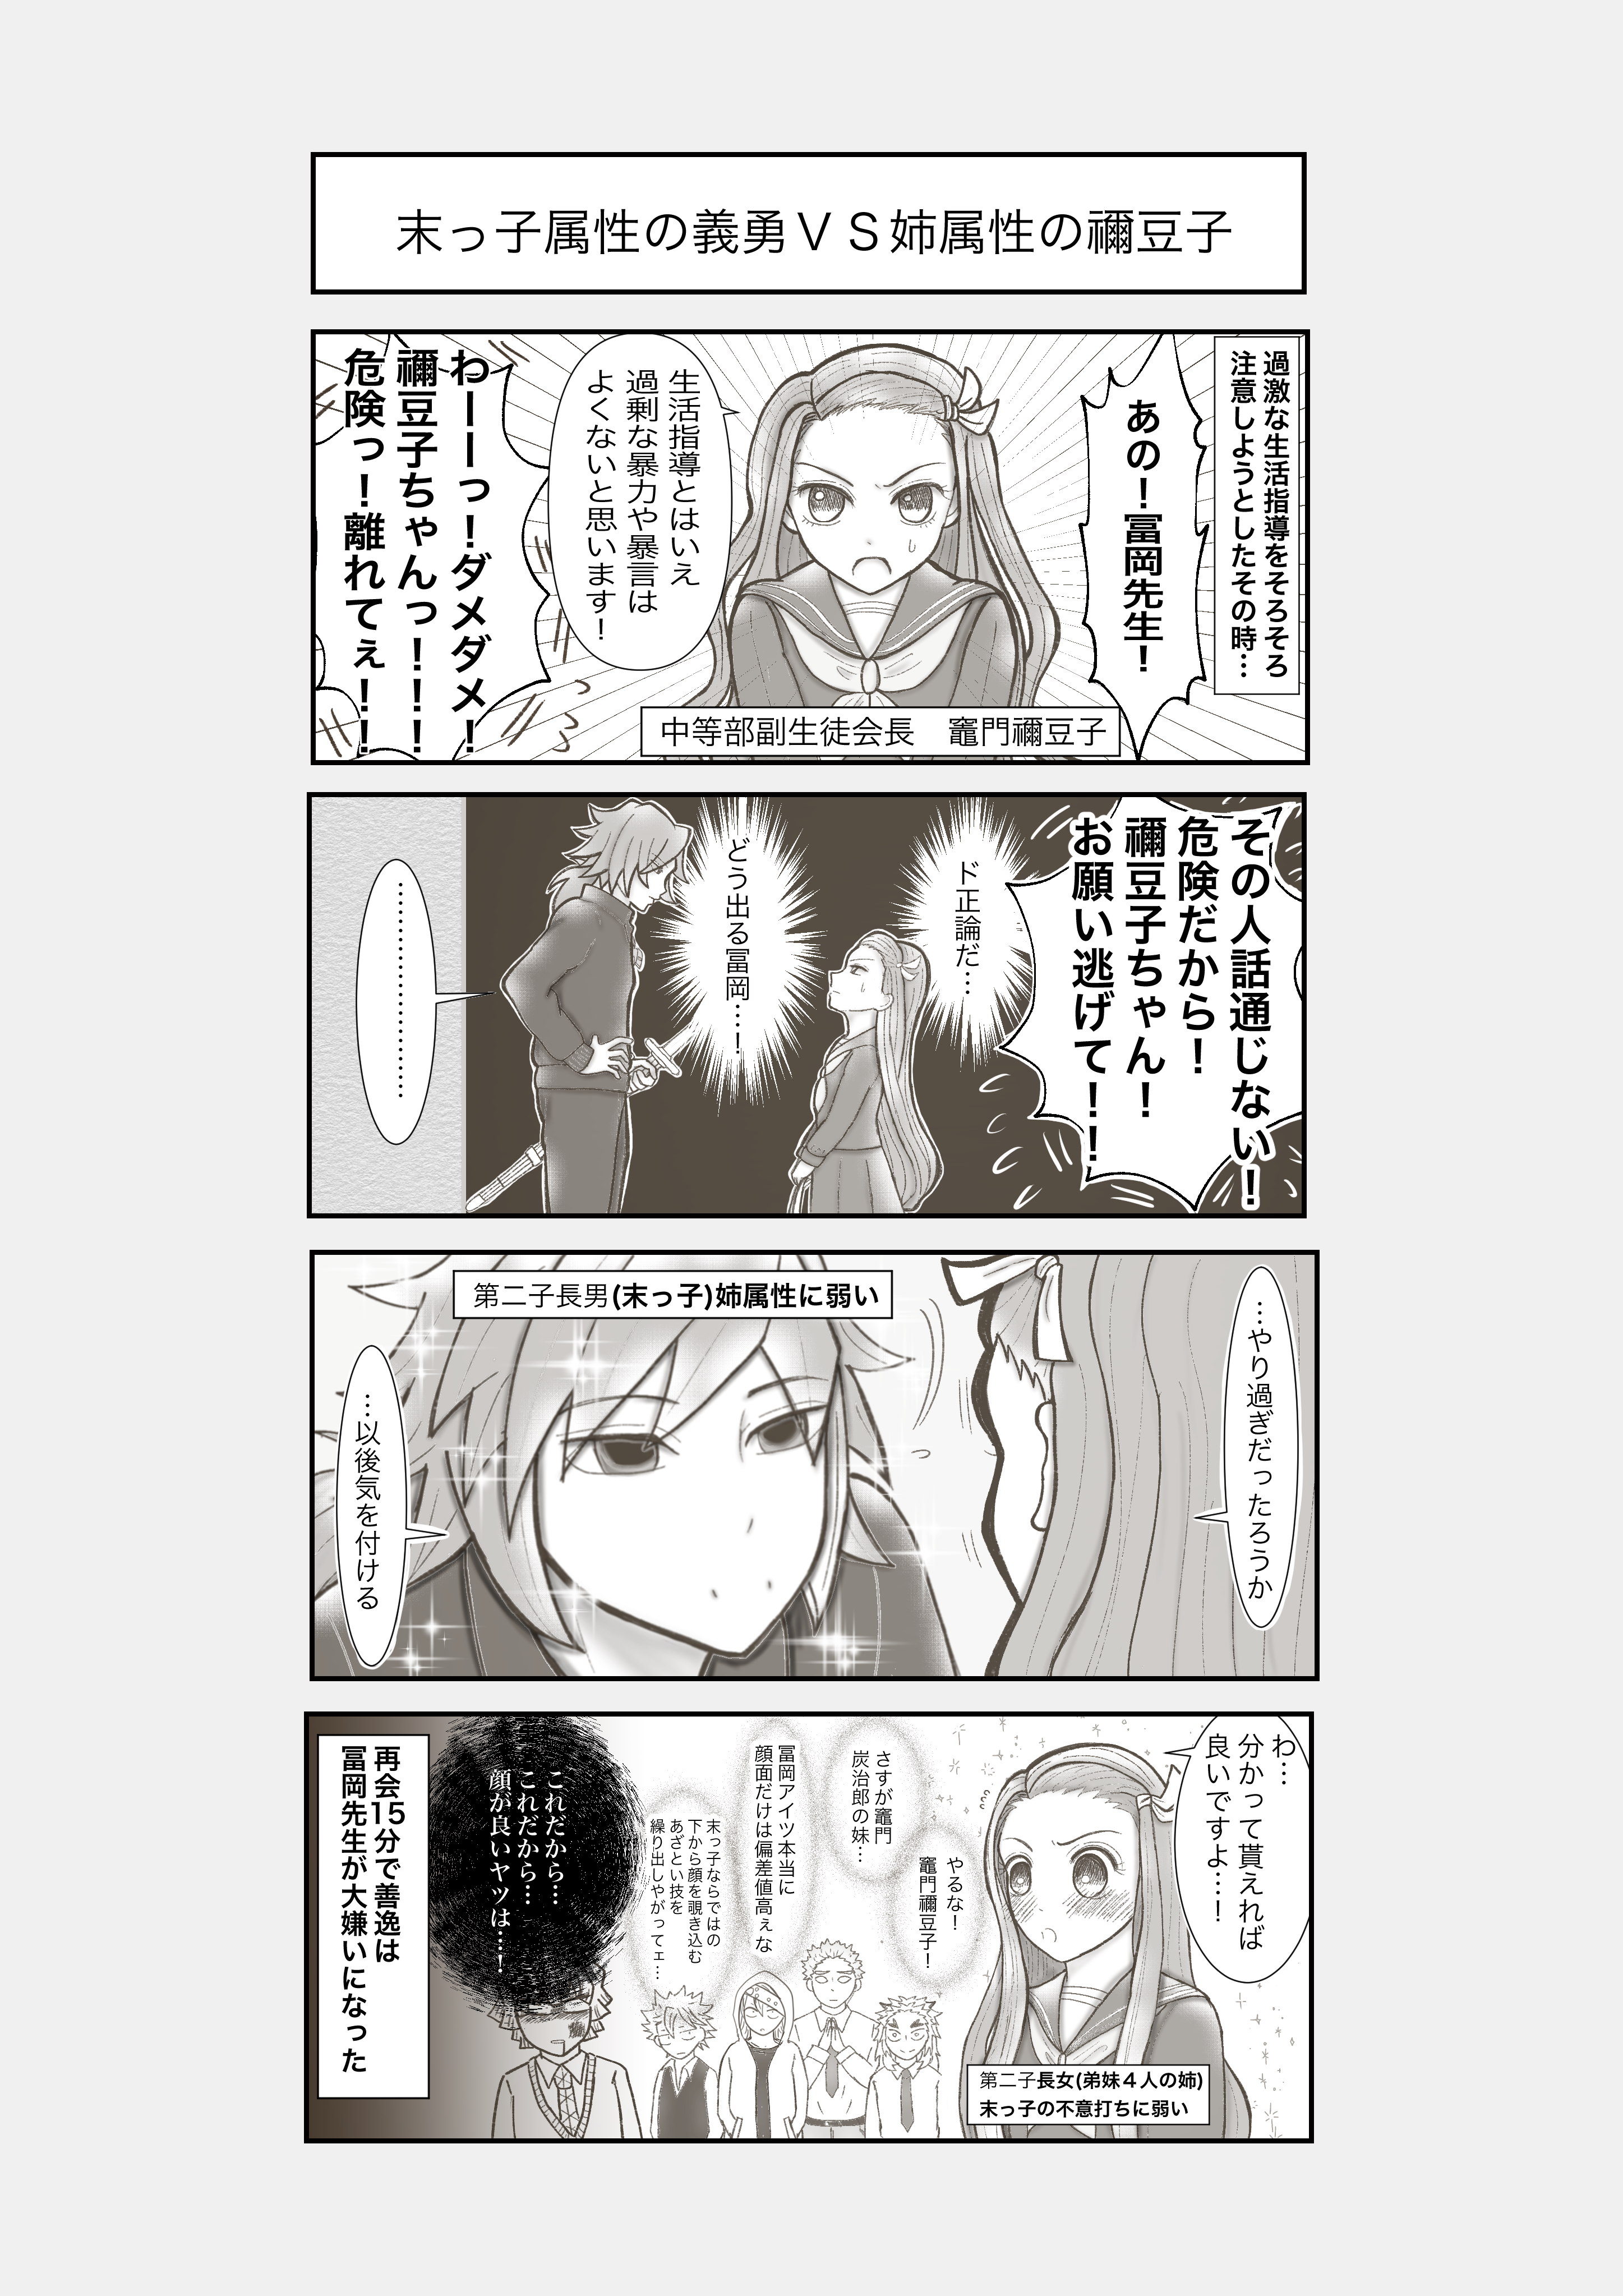 末っ子属性の義勇ＶＳ姉属性の禰豆子
過激な生活指導をそろそろ
注意しようとしたその時…
あの！冨岡先生！
生活指導とはいえ
過剰な暴力や暴言は
よくないと思います！
中等部副生徒会長　竈門禰豆子
わーーっ！ダメダメ！
禰豆子ちゃんっ！！！
危険っ！離れてぇ！！
その人話通じない！
危険だから！
禰豆子ちゃん！
お願い逃げて！！
ド正論だ…
どう出る冨岡…！
………………………
…やり過ぎだったろうか
第二子長男(末っ子)姉属性に弱い
…以後気を付ける
わ…
分かって貰えれば
良いですよ…！
第二子長女(弟妹４人の姉)
末っ子の不意打ちに弱い
やるな！
竈門禰豆子！
さすが竈門
炭治郎の妹…
冨岡アイツ本当に
顔面だけは偏差値高ぇな
末っ子ならではの
下から顔を覗き込む
あざとい技を
繰り出しやがってェ…
これだから…
これだから…
顔が良いヤツは…！
再会15分で善逸は
冨岡先生が大嫌いになった